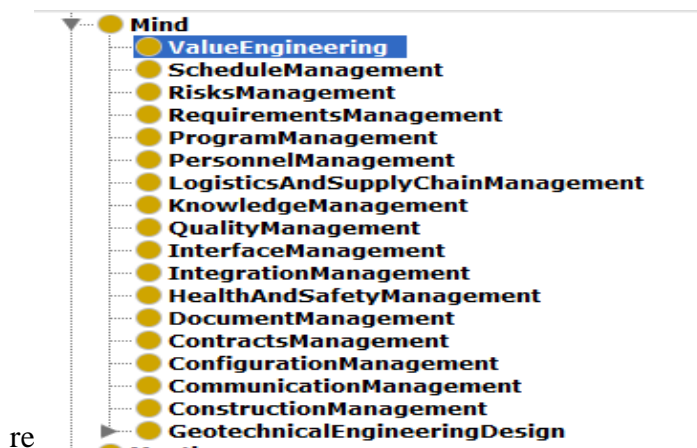 Mind
ValueEngineering
ScheduleManagement
RisksManagement
RequirementsManagement
ProgramManagement
PersonnelManagement
LogisticsAndSupplyChainManagement
KnowledgeManagement
QualityManagement
InterfaceManagement
IntegrationManagement
HealthAndSafetyManagement
DocumentManagement
ContractsManagement
ConfigurationManagement
CommunicationManagement
ConstructionManagement
re GeotechnicalEngineeringDesign